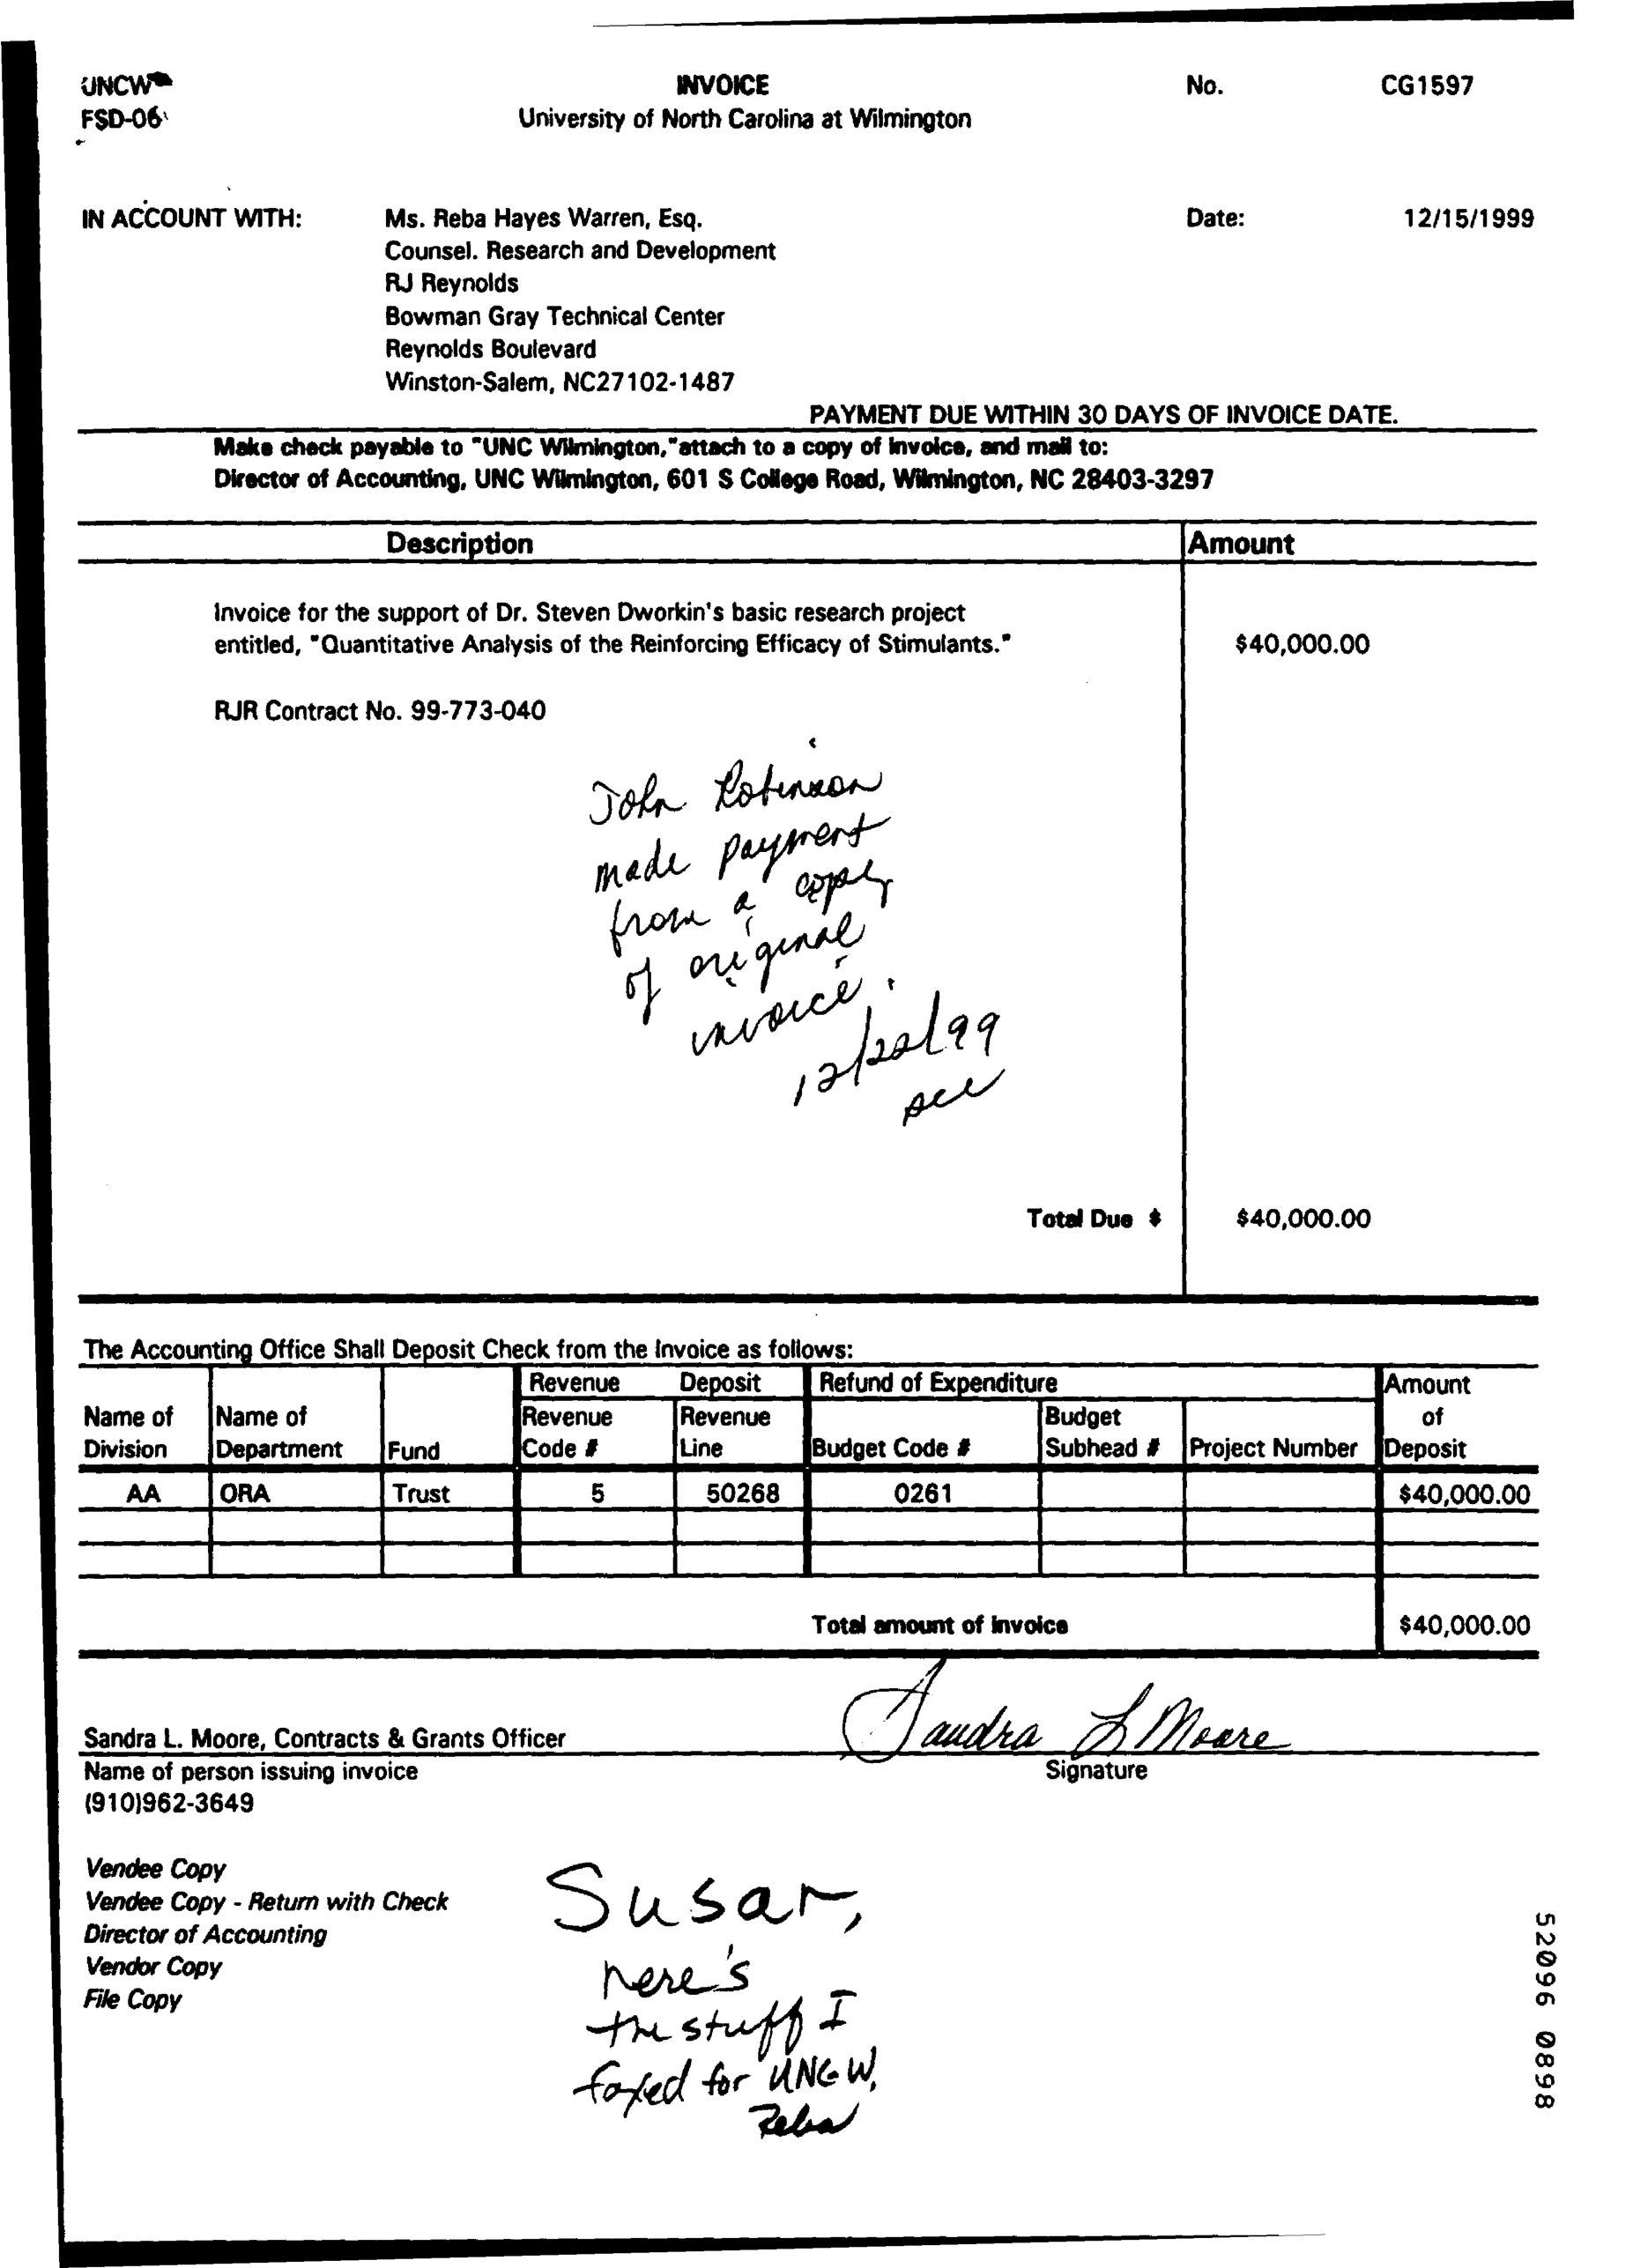 UNCW
FSD-06
INVOICE
University of North Carolina at Wilmington
No. CG1597
IN ACCOUNT WITH:
Ms. Reba Hayes Warren, Esq.
Counsel. Research and Development
RJ Reynolds
Bowman Gray Technical Center
Reynolds Boulevard
Winston-Salem, NC27102-1487
Date: 12/15/1999
PAYMENT DUE WITHIN 30 DAYS OF INVOICE DATE.
Make check payable to "UNC Wilmington,"attach to a copy of invoice, and mail to:
Director of Accounting, UNC Wilmington, 601 S College Road, Wilmington, NC 28403-3297
Description Amount
Invoice for the support of Dr. Steven Dworkin's basic research project
entitled, "Quantitative Analysis of the Reinforcing Efficacy of Stimulants." $40,000.00
RJR Contract No. 99-773-040
John Robinson
made payment
from a copy
of original
invoice.
12/22/99
Total Due $ $40,000.00
The Accounting Office Shall Deposit Check from the Invoice as follows:
Revenue Deposit Refund of Expenditure Amount
Name of Name of Revenue Revenue Budget of
Division Department Fund Code # Line Budget Code # Subhead # Project Number Deposit
AA ORA Trust 5 50268 0261 $40,000.00
Total amount of invoice $40,000.00
Sandra L. Moore, Contracts & Grants Officer
Sandra L Moore
Name of person issuing invoice
Signature
(910)962-3649
Vendee Copy
Vendee Copy - Return with Check
Director of Accounting
Vendor Copy
File Copy
Susan,
here's
the stuff I
faxed for UNCW.
Reba
52096 0898